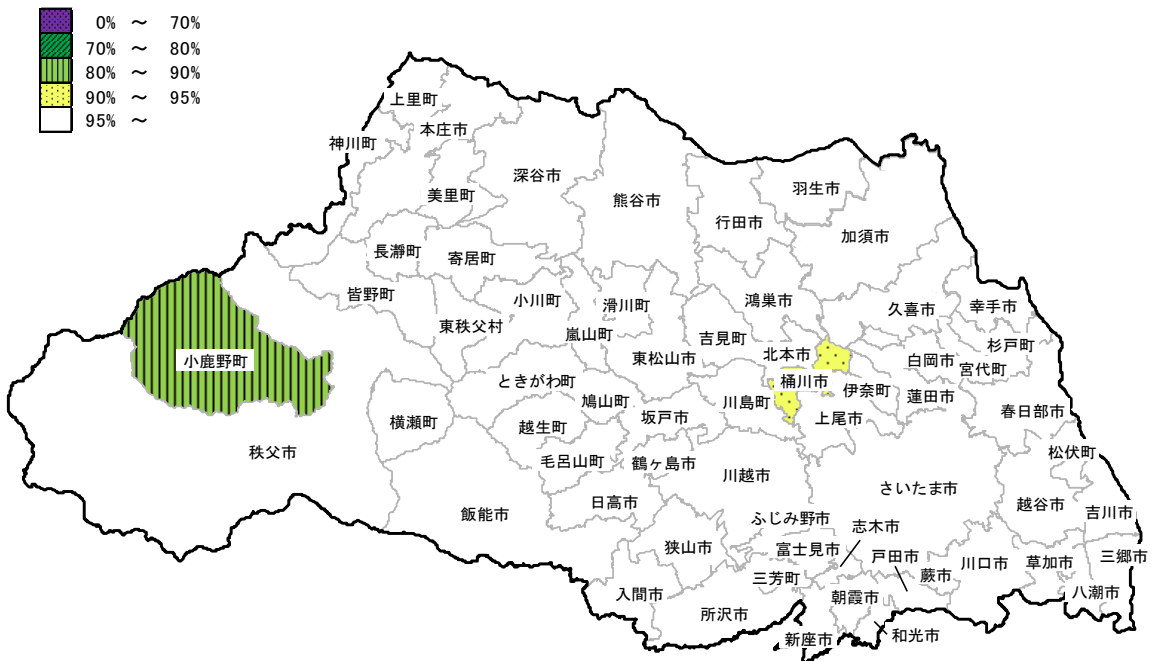 0% ～ 70%
70% ～ 80%
80% ～ 90%
90% ～ 95%
95% ～
上里町
本庄市
神川町
深谷市
美里町
熊谷市
羽生市
行田市
加須市
長瀞町
寄居町
皆野町
小川町
滑川町
鴻巣市
久喜市
幸手市
東秩父村
嵐山町
吉見町
杉戸町
小鹿野町
東松山市
北本市
白岡市
宮代町
ときがわ町
桶川市
伊奈町
蓮田市
鳩山町
川島町
春日部市
横瀬町
越生町
坂戸市
上尾市
秩父市
松伏町
毛呂山町
鶴ヶ島市
川越市
さいたま市
日高市
越谷市
吉川市
飯能市
ふじみ野市
志木市
狭山市
富士見市
戸田市
三郷市
川口市
草加市
三芳町
蕨市
入間市
朝霞市
八潮市
所沢市
新座市
和光市